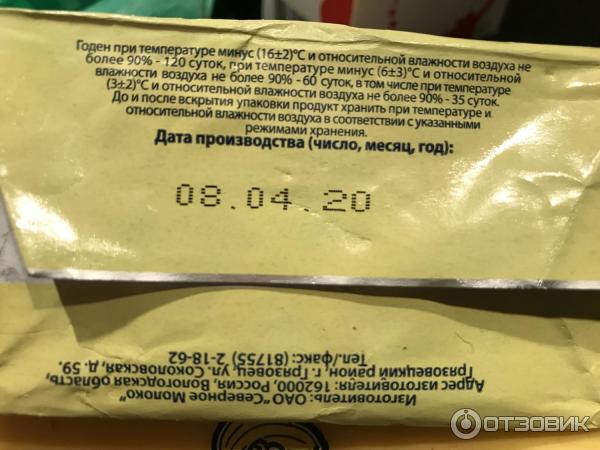 Годен при температуре минус (16±2)°С и относительной влажности воздуха не
более 90% - 120 суток, при температуре минус (6±3)°С и относительной
влажности воздуха не более 90% - 60 суток, в том числе при температуре
(3±2)°С и относительной влажности воздуха не более 90% - 35 суток.
До и после вскрытия упаковки продукт хранить при температуре и
относительной влажности воздуха в соответствии с указанными
режимами хранения.
Дата производства (число, месяц, год):
08.04.20
Изготовитель: ОАО "Северное Молоко"
Адрес изготовителя: 162000, Россия, Вологодская область,
Грязовецкий район, г. Грязовец, ул. Соколовская, д. 59.
Тел./факс: (81755) 2-18-62
ОТЗОВИК